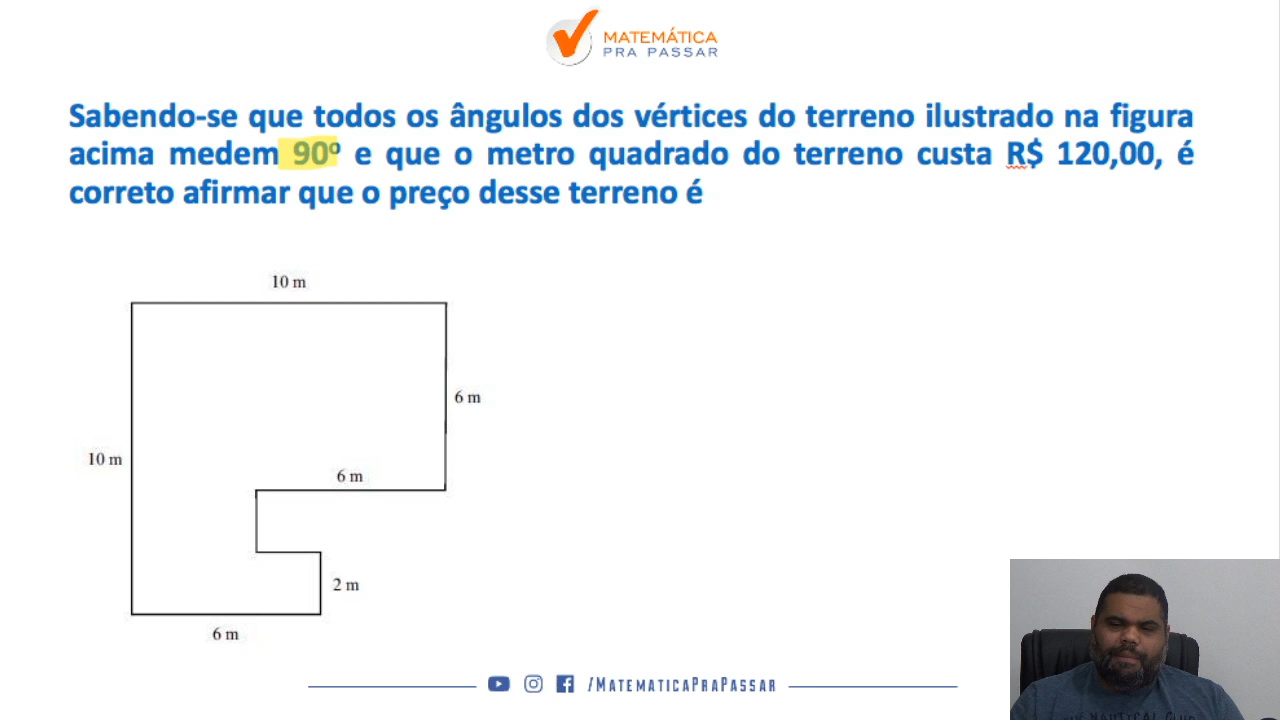 MATEMÁTICA
PRA PASSAR
Sabendo-se que todos os ângulos dos vértices do terreno ilustrado na figura
acima medem 90º e que o metro quadrado do terreno custa R$ 120,00, é
correto afirmar que o preço desse terreno é
10 m
6 m
10 m
6 m
2 m
6 m
/MATEMATICAPRAPASSAR